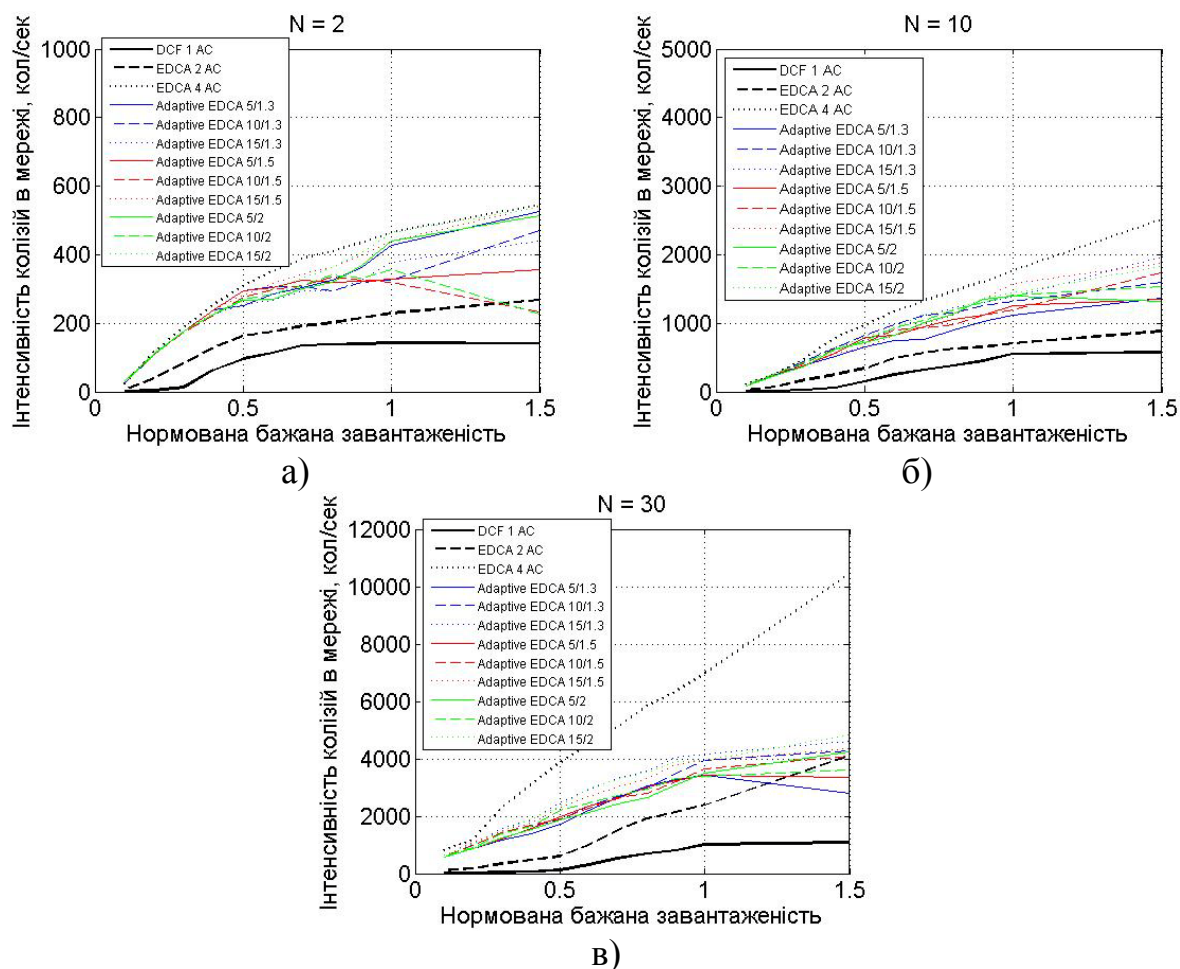 N = 2
Інтенсивність колізій в мережі, кол/сек
1000
800
600
400
200
0
DCF 1 AC
EDCA 2 AC
EDCA 4 AC
Adaptive EDCA 5/1.3
Adaptive EDCA 10/1.3
Adaptive EDCA 15/1.3
Adaptive EDCA 5/1.5
Adaptive EDCA 10/1.5
Adaptive EDCA 15/1.5
Adaptive EDCA 5/2
Adaptive EDCA 10/2
Adaptive EDCA 15/2
0 0.5 1 1.5
Нормована бажана завантаженість
а)
N = 10
Інтенсивність колізій в мережі, кол/сек
5000
4000
3000
2000
1000
0
DCF 1 AC
EDCA 2 AC
EDCA 4 AC
Adaptive EDCA 5/1.3
Adaptive EDCA 10/1.3
Adaptive EDCA 15/1.3
Adaptive EDCA 5/1.5
Adaptive EDCA 10/1.5
Adaptive EDCA 15/1.5
Adaptive EDCA 5/2
Adaptive EDCA 10/2
Adaptive EDCA 15/2
0 0.5 1 1.5
Нормована бажана завантаженість
б)
N = 30
Інтенсивність колізій в мережі, кол/сек
12000
10000
8000
6000
4000
2000
0
DCF 1 AC
EDCA 2 AC
EDCA 4 AC
Adaptive EDCA 5/1.3
Adaptive EDCA 10/1.3
Adaptive EDCA 15/1.3
Adaptive EDCA 5/1.5
Adaptive EDCA 10/1.5
Adaptive EDCA 15/1.5
Adaptive EDCA 5/2
Adaptive EDCA 10/2
Adaptive EDCA 15/2
0 0.5 1 1.5
Нормована бажана завантаженість
в)